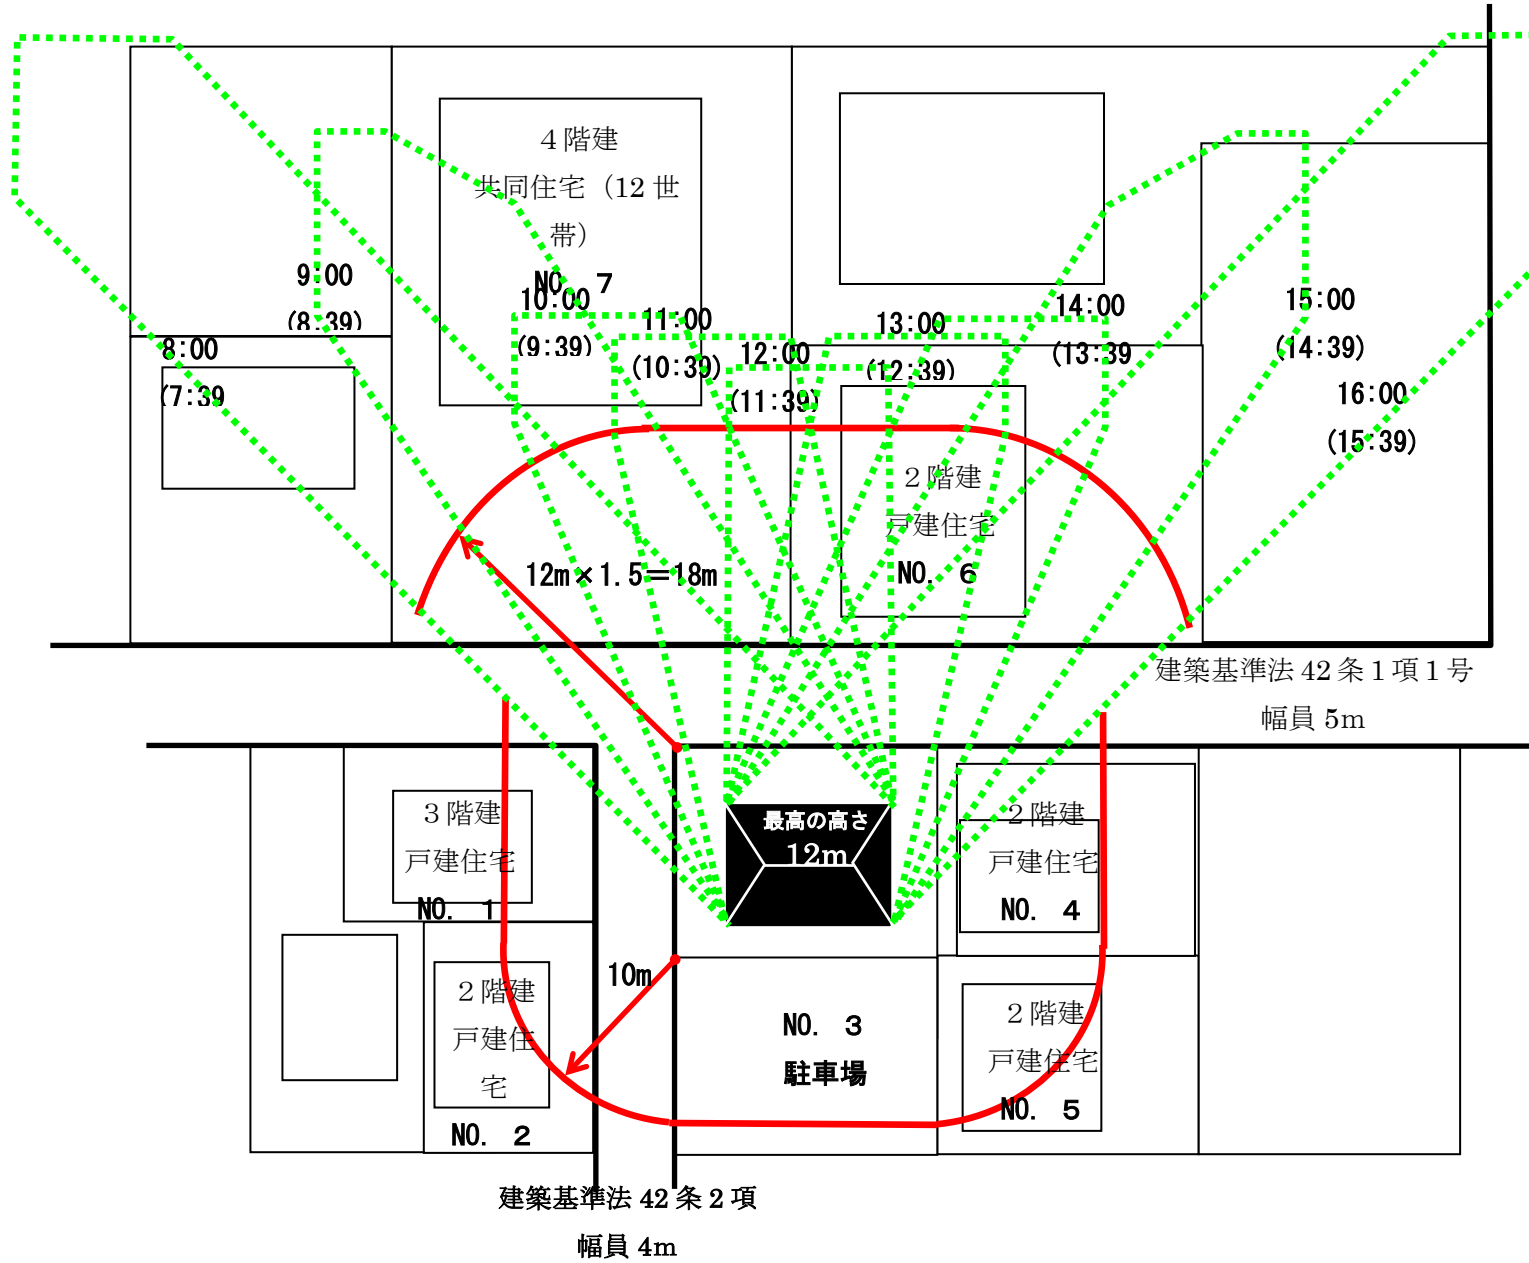 ４階建
共同住宅（12 世
帯）
NO. 7
9:00
(8:39)
10:00
(9:39)
11:00
(10:39)
12:00
(11:39)
13:00
(12:39)
14:00
(13:39
15:00
(14:39)
16:00
(15:39)
8:00
(7:39
２階建
戸建住宅
NO. 6
12m×1.5＝18m
建築基準法 42 条１項１号
幅員 5m
３階建
戸建住宅
NO. 1
最高の高さ
12m
２階建
戸建住宅
NO. 4
２階建
戸建住
宅
NO. 2
10m
NO. 3
駐車場
２階建
戸建住宅
NO. 5
建築基準法 42 条 2 項
幅員 4m